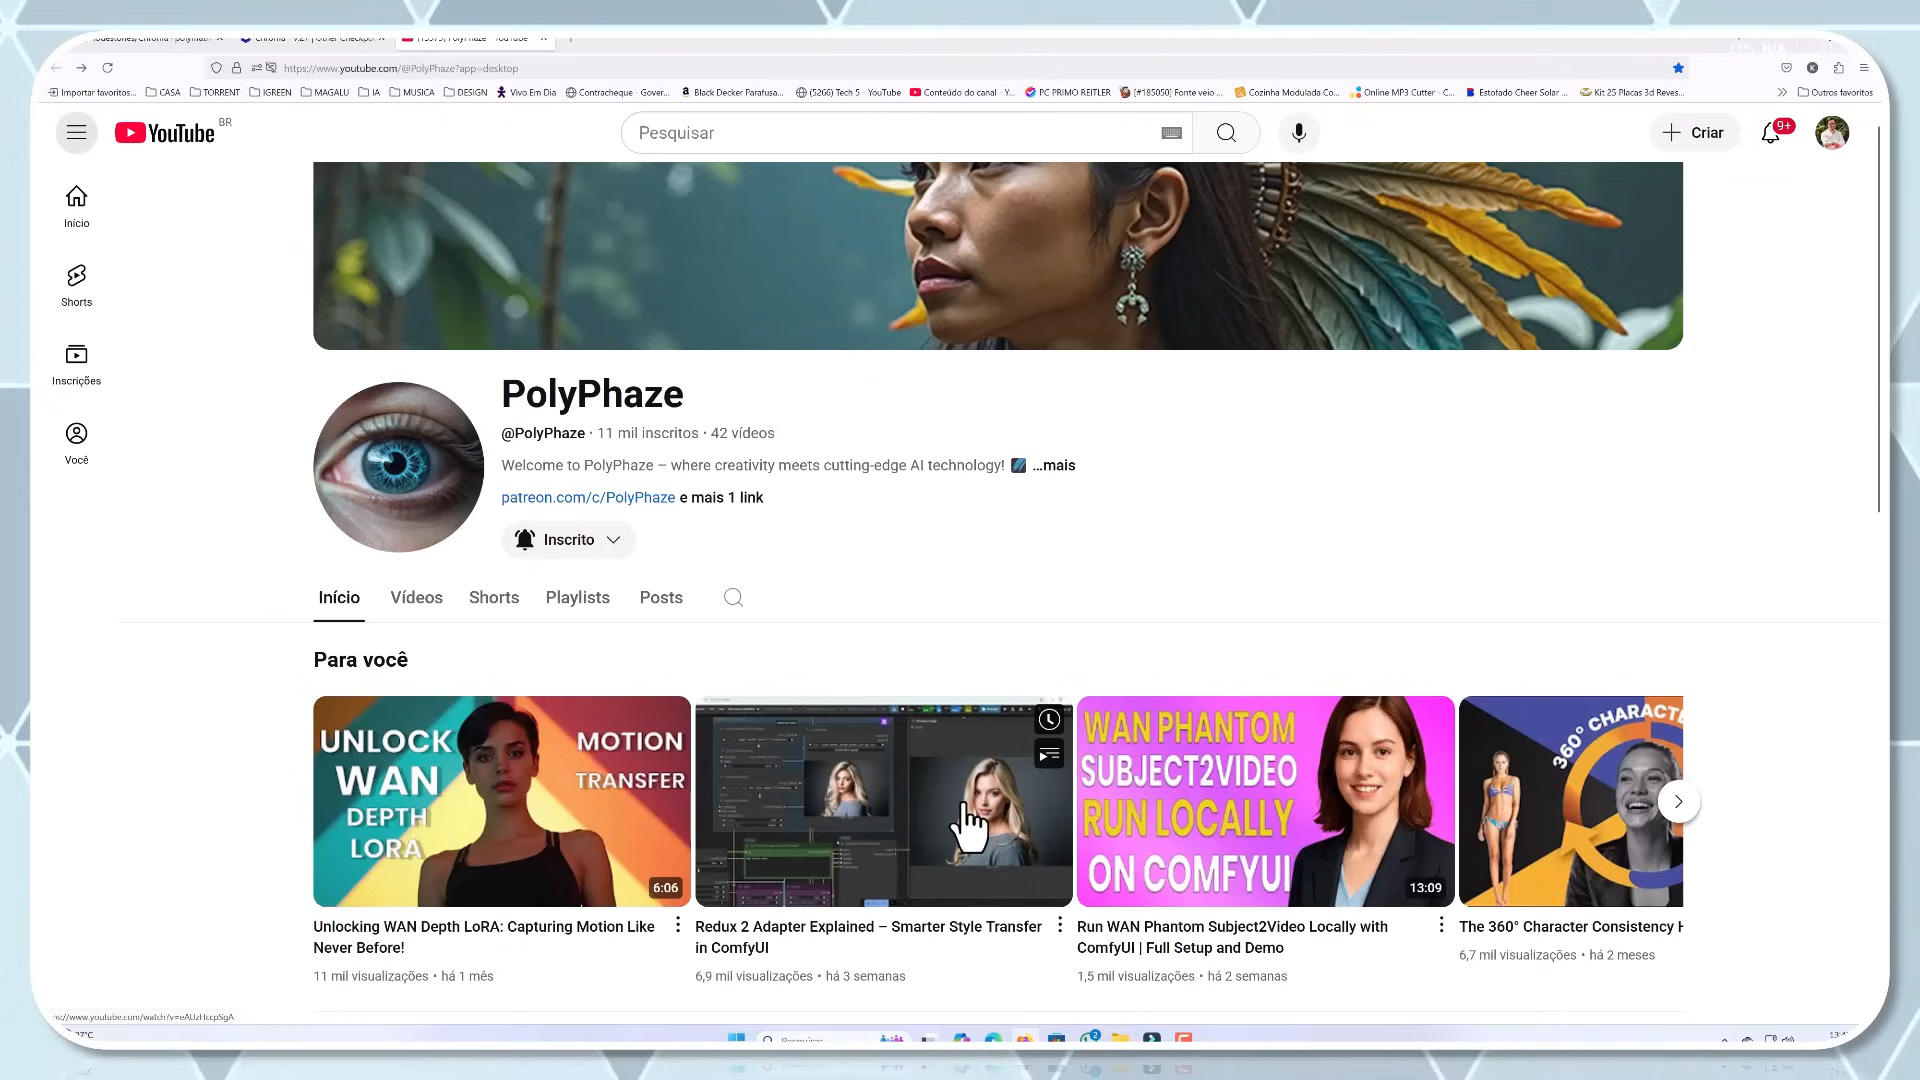 https://www.youtube.com/@PolyPhaze?app=desktop
Importar favoritos...
CASA
TORRENT
IGREEN
MAGALU
IA
MUSICA
DESIGN
Vivo Em Dia
Contracheque - Gover...
Black Decker Parafusa...
(5266) Tech 5 - YouTube
Conteúdo do canal - Y...
PC PRIMO REITLER
[#185050] Fonte veio ...
Cozinha Modulada Co...
Online MP3 Cutter - C...
Estofado Cheer Solar ...
Kit 25 Placas 3d Reves...
Outros favoritos
YouTube BR
Pesquisar
Criar
9+
Início
Shorts
Inscrições
Você
PolyPhaze
@PolyPhaze · 11 mil inscritos · 42 vídeos
Welcome to PolyPhaze – where creativity meets cutting-edge AI technology! ...mais
patreon.com/c/PolyPhaze e mais 1 link
Inscrito
Início Vídeos Shorts Playlists Posts
Para você
UNLOCK
WAN
DEPTH
LORA
MOTION
TRANSFER
6:06
WAN PHANTOM
SUBJECT2VIDEO
RUN LOCALLY
ON COMFYUI
13:09
360° CHARACTE
Unlocking WAN Depth LoRA: Capturing Motion Like
Never Before!
11 mil visualizações • há 1 mês
Redux 2 Adapter Explained – Smarter Style Transfer
in ComfyUI
6,9 mil visualizações • há 3 semanas
Run WAN Phantom Subject2Video Locally with
ComfyUI | Full Setup and Demo
1,5 mil visualizações • há 2 semanas
The 360° Character Consistency H
6,7 mil visualizações • há 2 meses